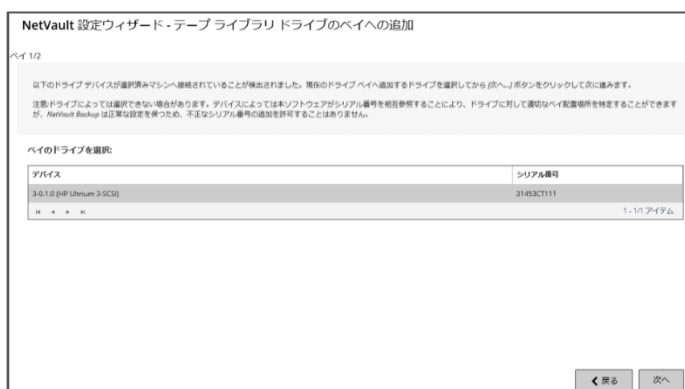 NetVault 設定ウィザード - テープ ライブラリ ドライブのベイへの追加
ベイ 1/2
以下のドライブ デバイスが選択済みマシンへ接続されていることが検出されました。現在のドライブ ベイへ追加するドライブを選択してから [次へ...] ボタンをクリックして次に進みます。
注意:ドライブによっては選択できない場合があります。デバイスによっては本ソフトウェアがシリアル番号を相互参照することにより、ドライブに対して適切なベイ配置場所を特定することができます
が、NetVault Backup は正常な設定を保つため、不正なシリアル番号の追加を許可することはありません。
ベイのドライブを選択:
デバイス シリアル番号
3-0.1.0 (HP Ultrium 3-SCSI) 31453CT111
1 - 1/1 アイテム
戻る 次へ